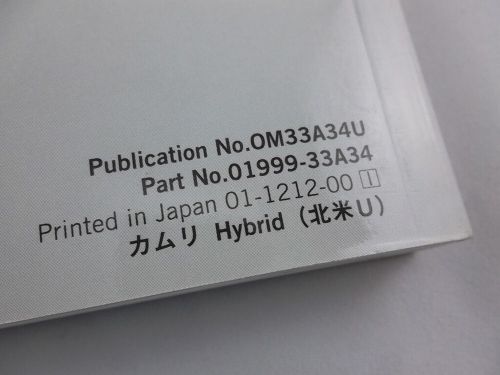 Publication No.OM33A34U
Part No.01999-33A34
Printed in Japan 01-1212-00 I
カムリ Hybrid (北米U)